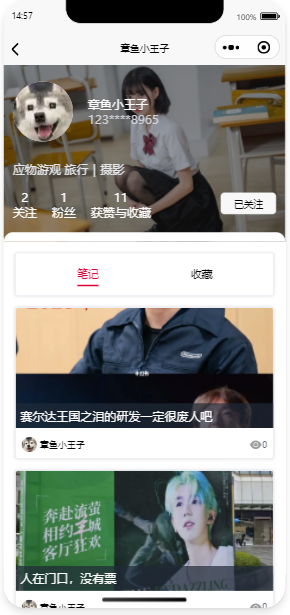 14:57
100%
章鱼小王子
章鱼小王子
123****8965
应物游观 旅行 | 摄影
2 1 11
关注 粉丝 获赞与收藏
已关注
笔记 收藏
赛尔达王国之泪的研发一定很废人吧
章鱼小王子
0
奔赴流萤
相约羊城
客厅狂欢
DAZZLING
人在门口，没有票
章鱼小王子
0